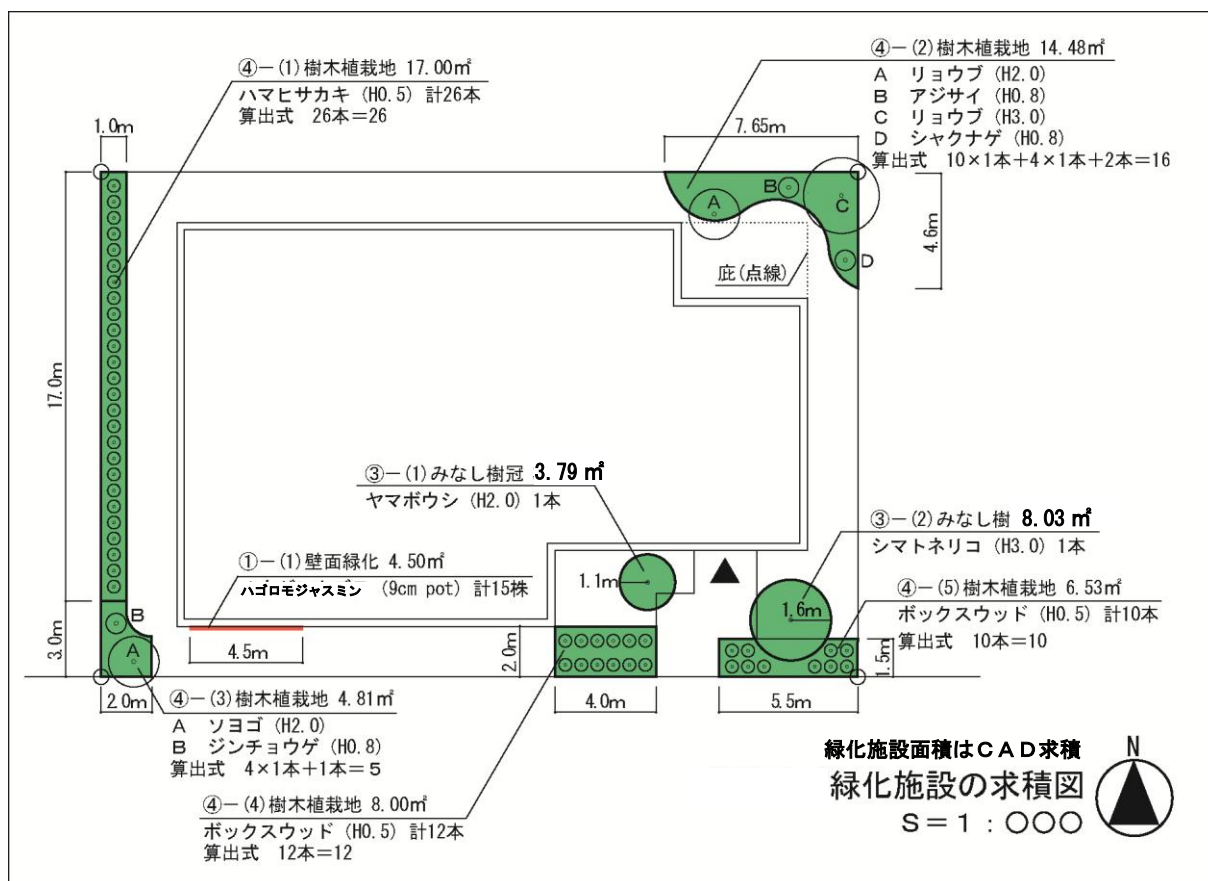 ④－(1)樹木植栽地 17.00㎡
ハマヒサカキ (H0.5) 計26本
算出式 26本＝26
1.0m
④－(2)樹木植栽地 14.48㎡
A リョウブ (H2.0)
B アジサイ (H0.8)
C リョウブ (H3.0)
D シャクナゲ (H0.8)
算出式 10×1本＋4×1本＋2本＝16
7.65m
A
B
C
D
4.6m
庇(点線)
17.0m
③－(1)みなし樹冠 3.79 ㎡
ヤマボウシ (H2.0) 1本
1.1m
③－(2)みなし樹 8.03 ㎡
シマトネリコ (H3.0) 1本
1.6m
①－(1)壁面緑化 4.50㎡
ハゴロモジャスミン (9cm pot) 計15株
4.5m
④－(5)樹木植栽地 6.53㎡
ボックスウッド (H0.5) 計10本
算出式 10本＝10
1.5m
B
A
3.0m
2.0m
2.0m
4.0m
5.5m
④－(3)樹木植栽地 4.81㎡
A ソヨゴ (H2.0)
B ジンチョウゲ (H0.8)
算出式 4×1本＋1本＝5
④－(4)樹木植栽地 8.00㎡
ボックスウッド (H0.5) 計12本
算出式 12本＝12
緑化施設面積はＣＡＤ求積
緑化施設の求積図
S＝1：〇〇〇
N